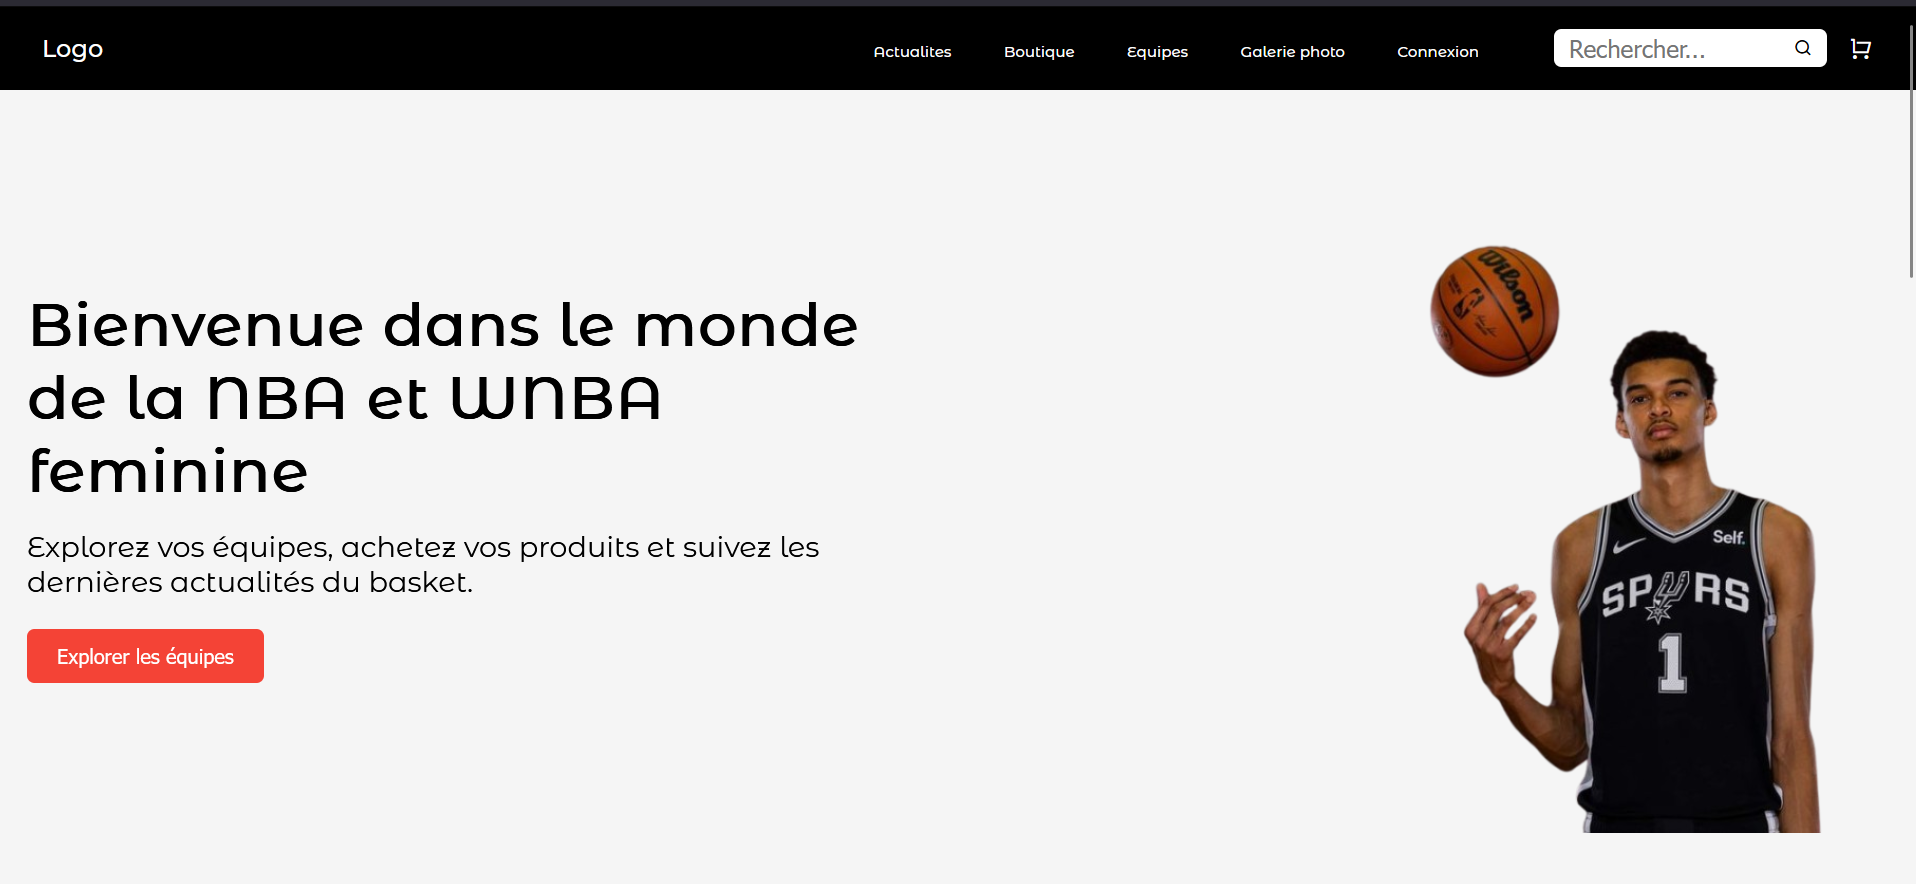 Logo
Actualites
Boutique
Equipes
Galerie photo
Connexion
Rechercher...
Bienvenue dans le monde
de la NBA et WNBA
feminine
Explorez vos équipes, achetez vos produits et suivez les
dernières actualités du basket.
Explorer les équipes
Wilson
Self.
SPURS
1